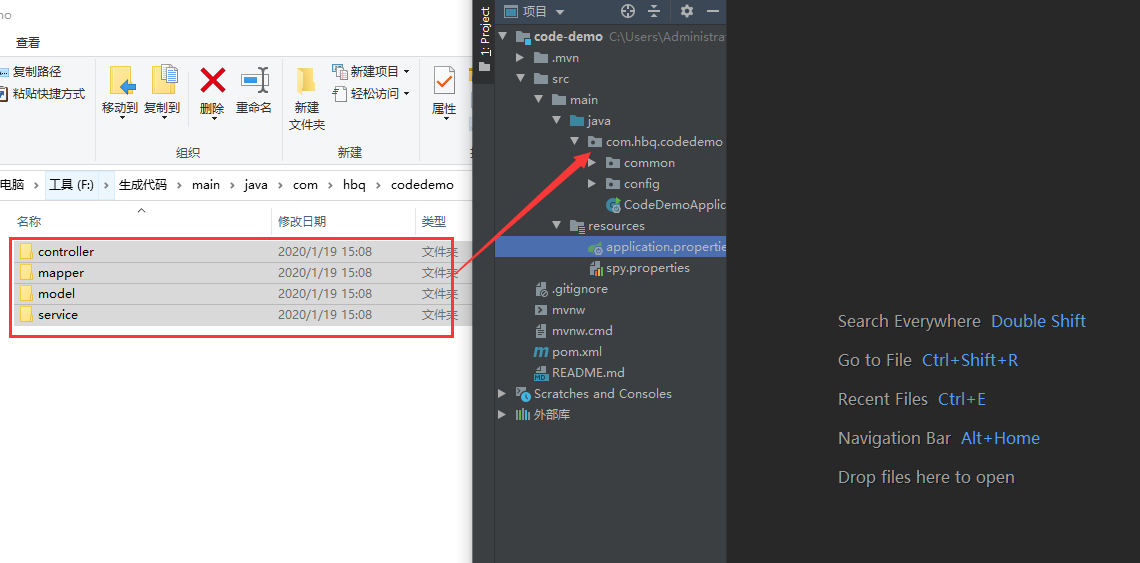 mo
查看
复制路径
粘贴快捷方式
移动到
复制到
删除
重命名
新建
文件夹
新建项目
轻松访问
属性
组织
新建
电脑 › 工具 (F:) › 生成代码 › main › java › com › hbq › codedemo
名称 修改日期 类型
controller 2020/1/19 15:08 文件夹
mapper 2020/1/19 15:08 文件夹
model 2020/1/19 15:08 文件夹
service 2020/1/19 15:08 文件夹
1: Project
项目
code-demo C:\Users\Administra
.mvn
src
main
java
com.hbq.codedemo
common
config
CodeDemoApplic
resources
application.propertie
spy.properties
.gitignore
mvnw
mvnw.cmd
pom.xml
README.md
Scratches and Consoles
外部库
Search Everywhere Double Shift
Go to File Ctrl+Shift+R
Recent Files Ctrl+E
Navigation Bar Alt+Home
Drop files here to open